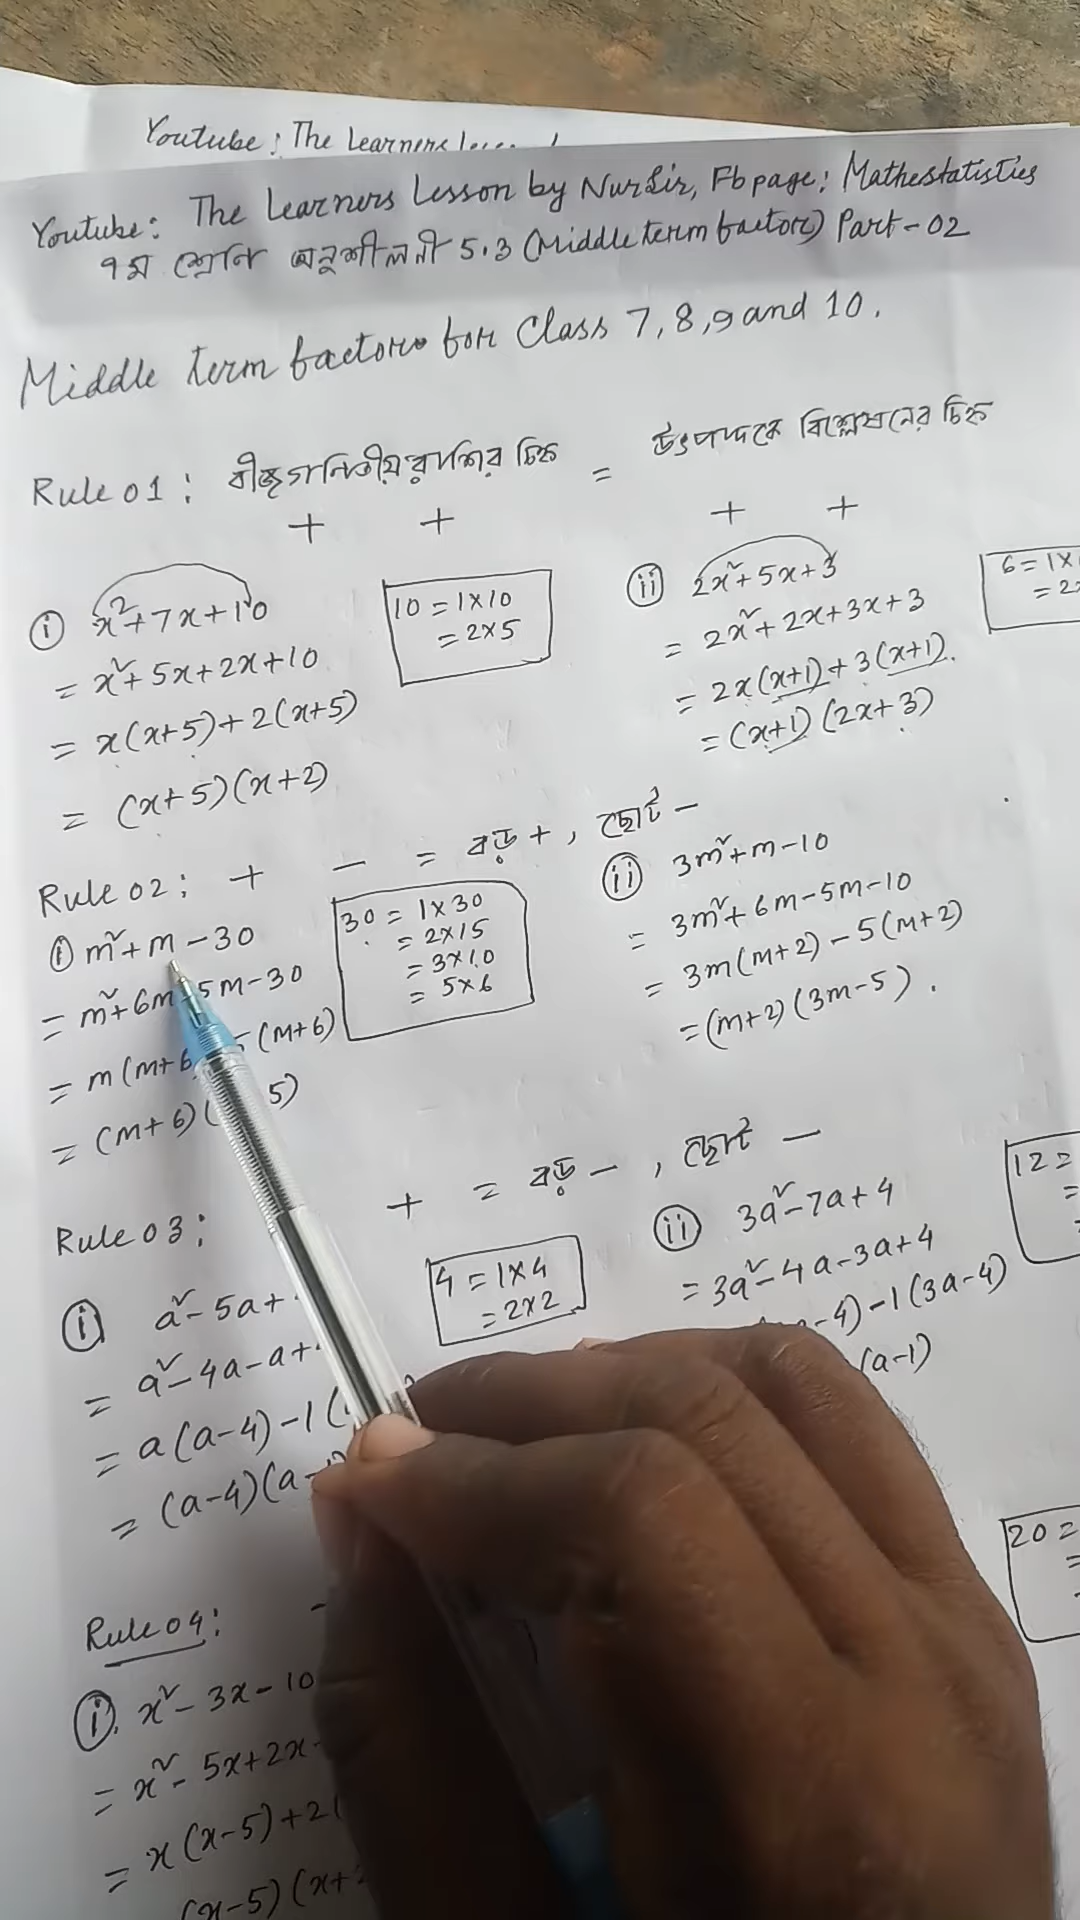 Youtube: The Learners
Youtube: The Learners Lesson by Nur Sir, Fb page: Mathestatistics
৭ম শ্রেণি অনুশীলনী 5.3 (Middle term factor) Part-02
Middle term factor for Class 7, 8, 9 and 10.
Rule 01: বীজগানিতীয় রাশির চিহ্ন = উৎপাদকে বিশ্লেষনের চিহ্ন
+ + + +
(i) x²+7x+10
= x²+5x+2x+10
= x(x+5)+2(x+5)
= (x+5)(x+2)
10 = 1×10
= 2×5
(ii) 2x²+5x+3
= 2x²+2x+3x+3
= 2x(x+1)+3(x+1).
= (x+1)(2x+3)
6 = 1×
= 2
Rule 02: + - = বড় +, ছোট -
(i) m²+m-30
= m²+6m-5m-30
= m(m+6 (m+6)
= (m+6)( 5)
30 = 1×30
= 2×15
= 3×10
= 5×6
(ii) 3m²+m-10
= 3m²+6m-5m-10
= 3m(m+2)-5(m+2)
= (m+2)(3m-5).
Rule 03: + = বড় -, ছোট -
(i) a²-5a+
= a²-4a-a+
= a(a-4)-1(
= (a-4)(a-
4 = 1×4
= 2×2
(ii) 3a²-7a+4
= 3a²-4a-3a+4
-4)-1(3a-4)
(a-1)
12 =
=
Rule 04: -
(i). x²-3x-10
= x²-5x+2x-
= x(x-5)+2(
(x-5)(x+
20 =
=